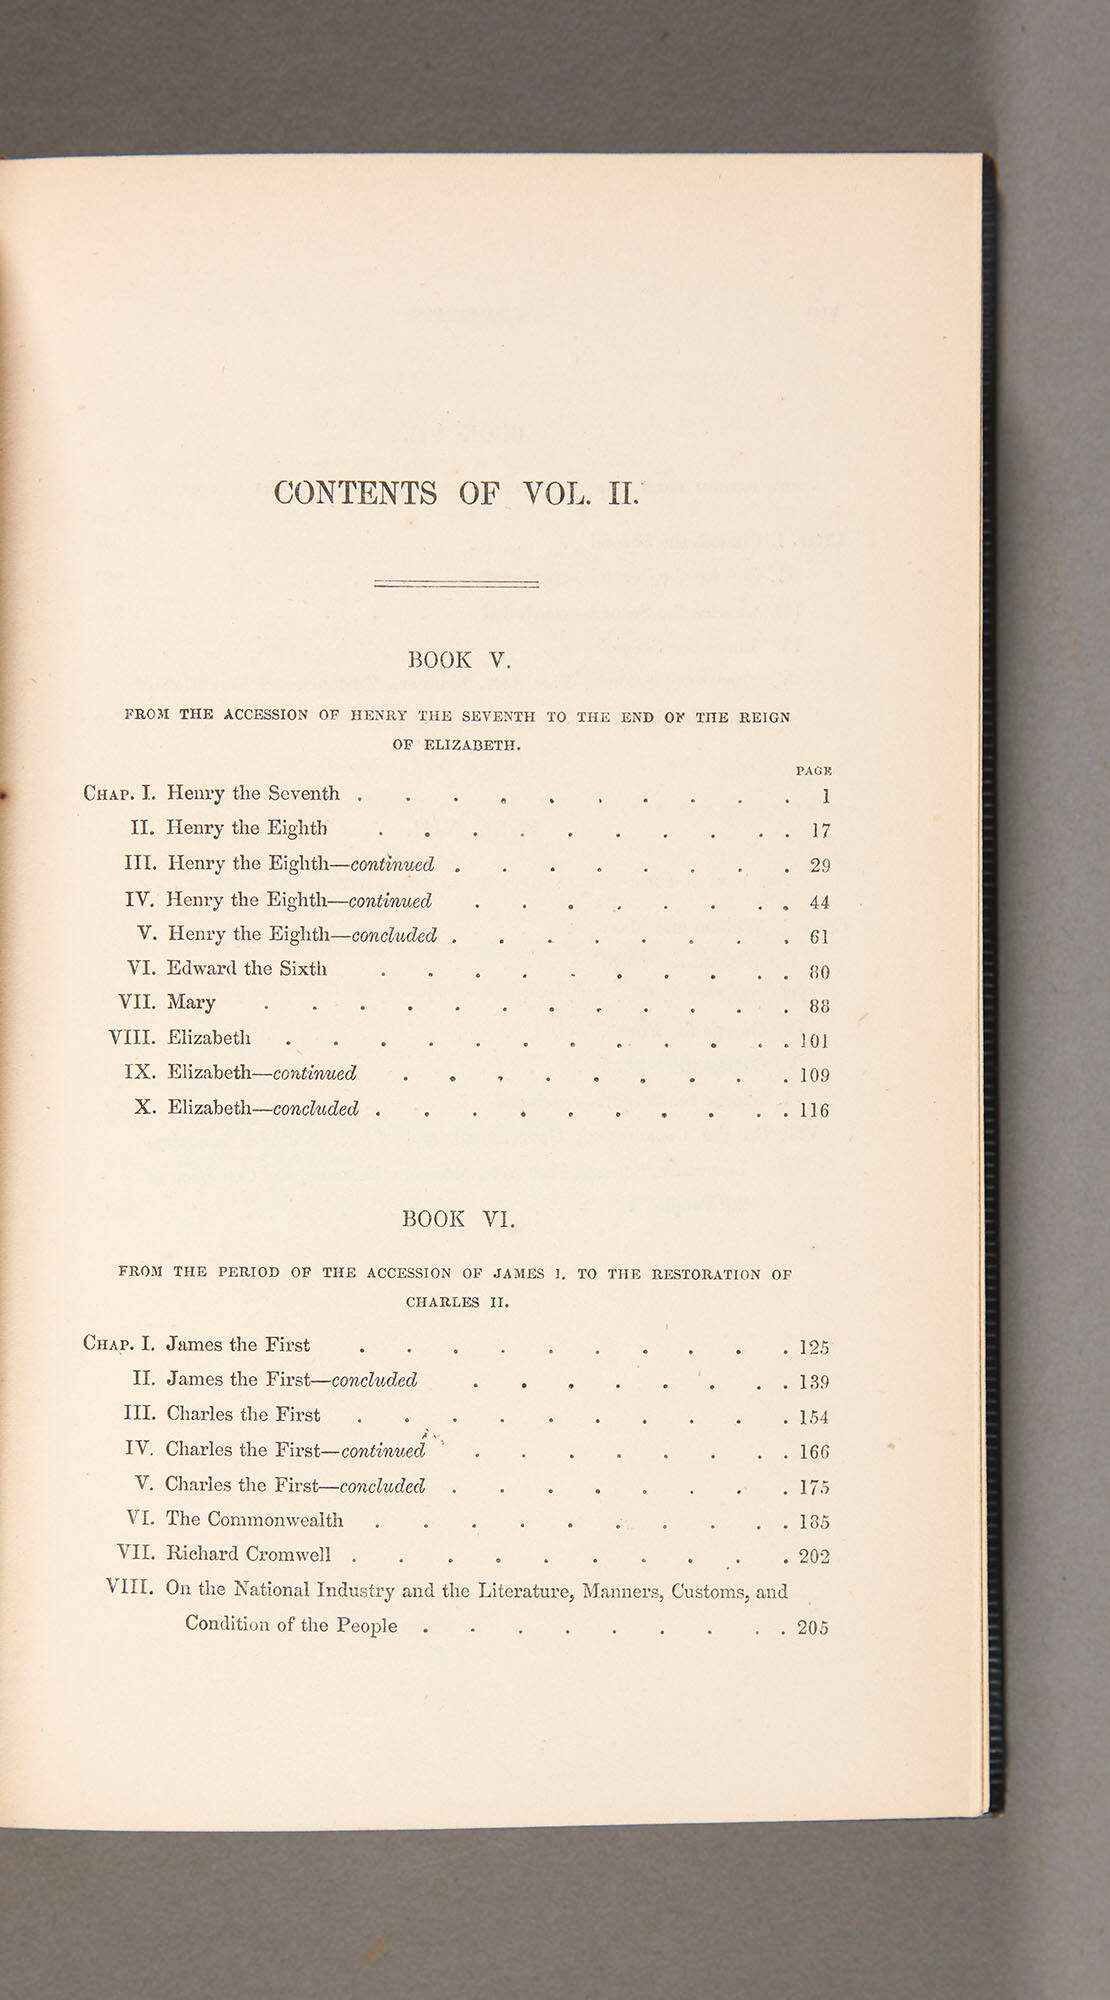 CONTENTS OF VOL. II.
BOOK V.
FROM THE ACCESSION OF HENRY THE SEVENTH TO THE END OF THE REIGN
OF ELIZABETH.
PAGE
CHAP. I. Henry the Seventh . . . . . . . . . . 1
II. Henry the Eighth . . . . . . . . . . 17
III. Henry the Eighth—continued . . . . . . . . 29
IV. Henry the Eighth—continued . . . . . . . . 44
V. Henry the Eighth—concluded . . . . . . . . 61
VI. Edward the Sixth . . . . . . . . . . 80
VII. Mary . . . . . . . . . . . . 88
VIII. Elizabeth . . . . . . . . . . . . 101
IX. Elizabeth—continued . . . . . . . . . 109
X. Elizabeth—concluded . . . . . . . . . . 116
BOOK VI.
FROM THE PERIOD OF THE ACCESSION OF JAMES I. TO THE RESTORATION OF
CHARLES II.
CHAP. I. James the First . . . . . . . . . . 125
II. James the First—concluded . . . . . . . . 139
III. Charles the First . . . . . . . . . . 154
IV. Charles the First—continued . . . . . . . . 166
V. Charles the First—concluded . . . . . . . . 175
VI. The Commonwealth . . . . . . . . . . 185
VII. Richard Cromwell . . . . . . . . . . 202
VIII. On the National Industry and the Literature, Manners, Customs, and
Condition of the People . . . . . . . . . 205